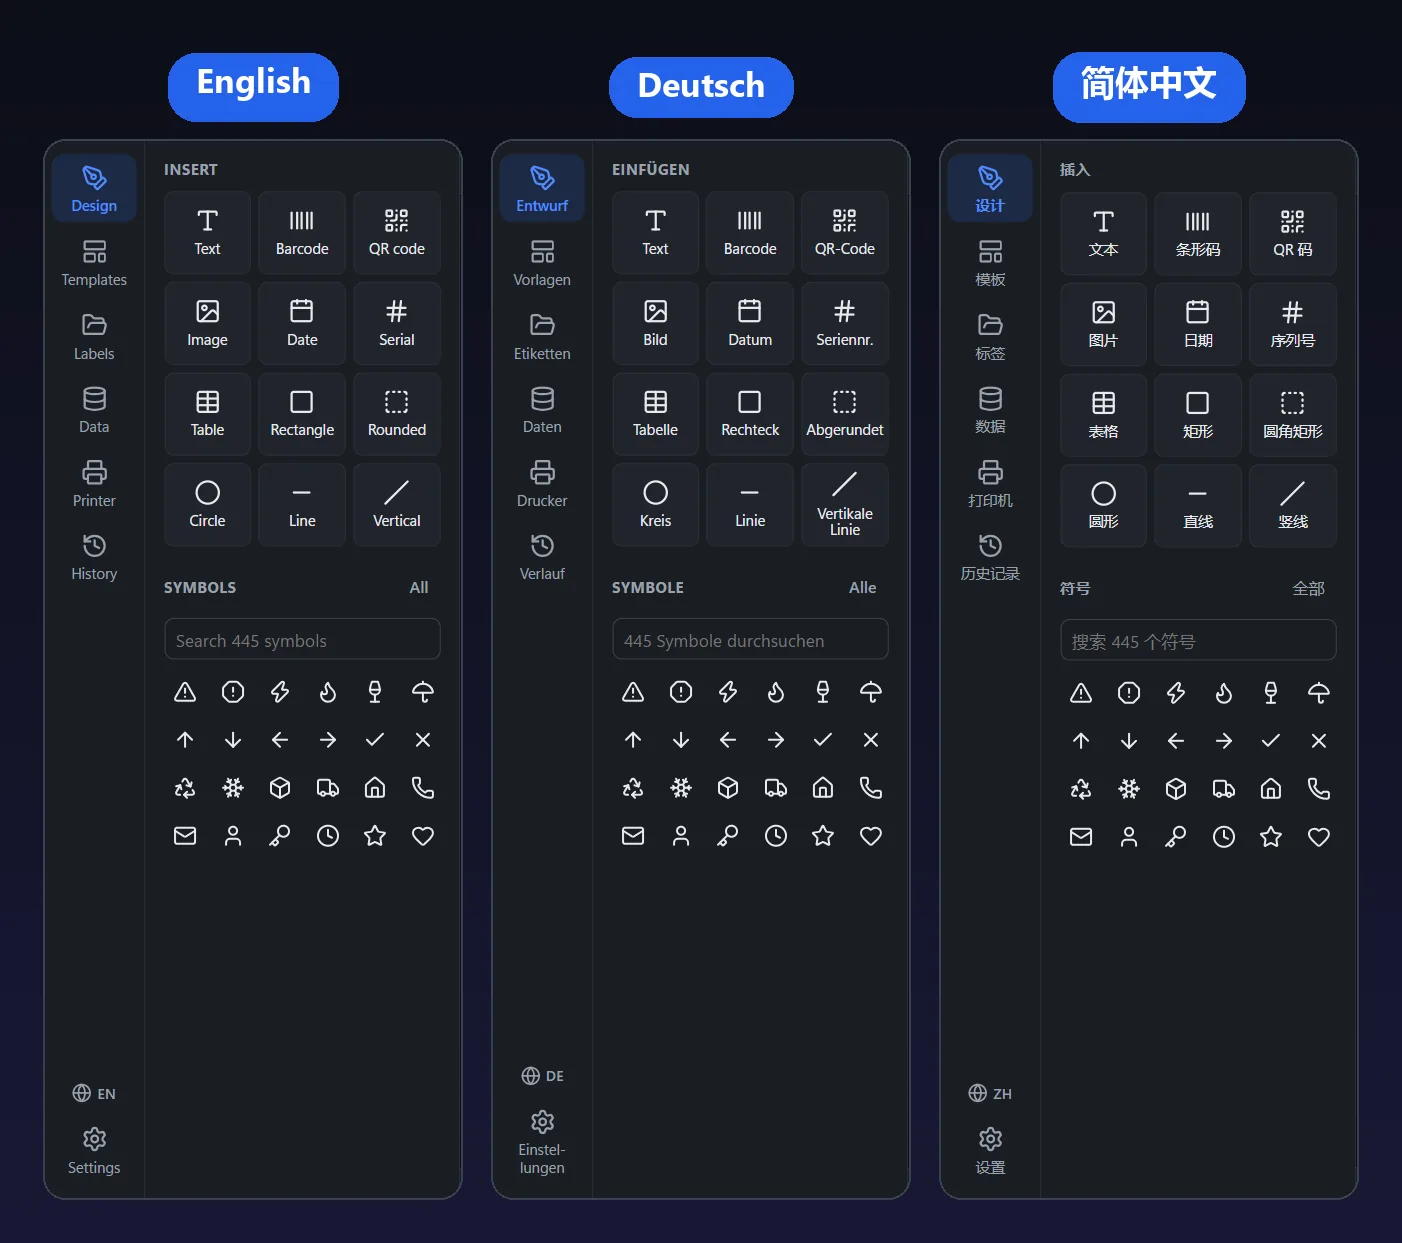 English
Deutsch
简体中文
Design
Templates
Labels
Data
Printer
History
EN
Settings
INSERT
Text
Barcode
QR code
Image
Date
Serial
Table
Rectangle
Rounded
Circle
Line
Vertical
SYMBOLS
All
Search 445 symbols
Entwurf
Vorlagen
Etiketten
Daten
Drucker
Verlauf
DE
Einstel-
lungen
EINFÜGEN
Text
Barcode
QR-Code
Bild
Datum
Seriennr.
Tabelle
Rechteck
Abgerundet
Kreis
Linie
Vertikale
Linie
SYMBOLE
Alle
445 Symbole durchsuchen
设计
模板
标签
数据
打印机
历史记录
ZH
设置
插入
文本
条形码
QR 码
图片
日期
序列号
表格
矩形
圆角矩形
圆形
直线
竖线
符号
全部
搜索 445 个符号